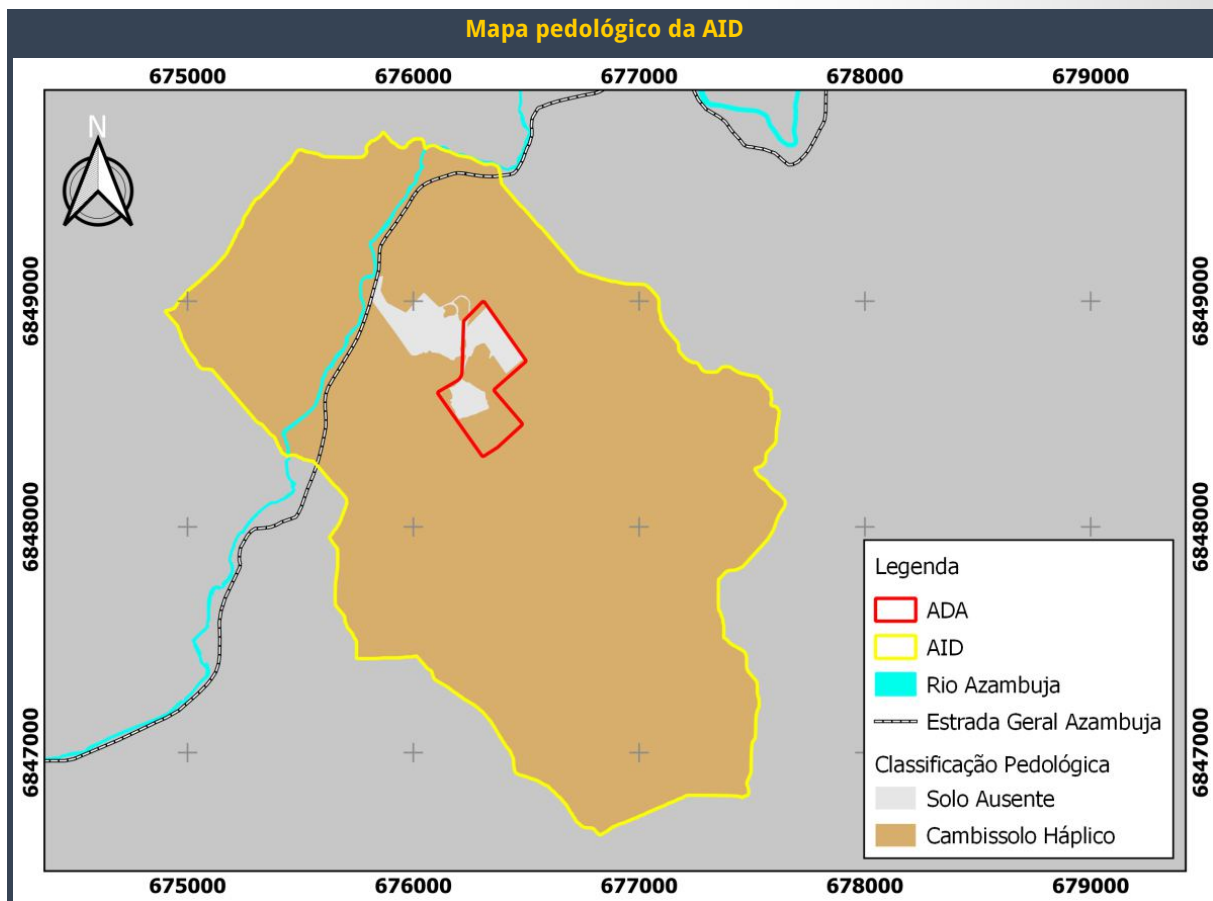 Mapa pedológico da AID
675000 676000 677000 678000 679000
N
6849000 6849000
6848000 6848000
6847000 6847000
Legenda
ADA
AID
Rio Azambuja
Estrada Geral Azambuja
Classificação Pedológica
Solo Ausente
Cambissolo Háplico
675000 676000 677000 678000 679000